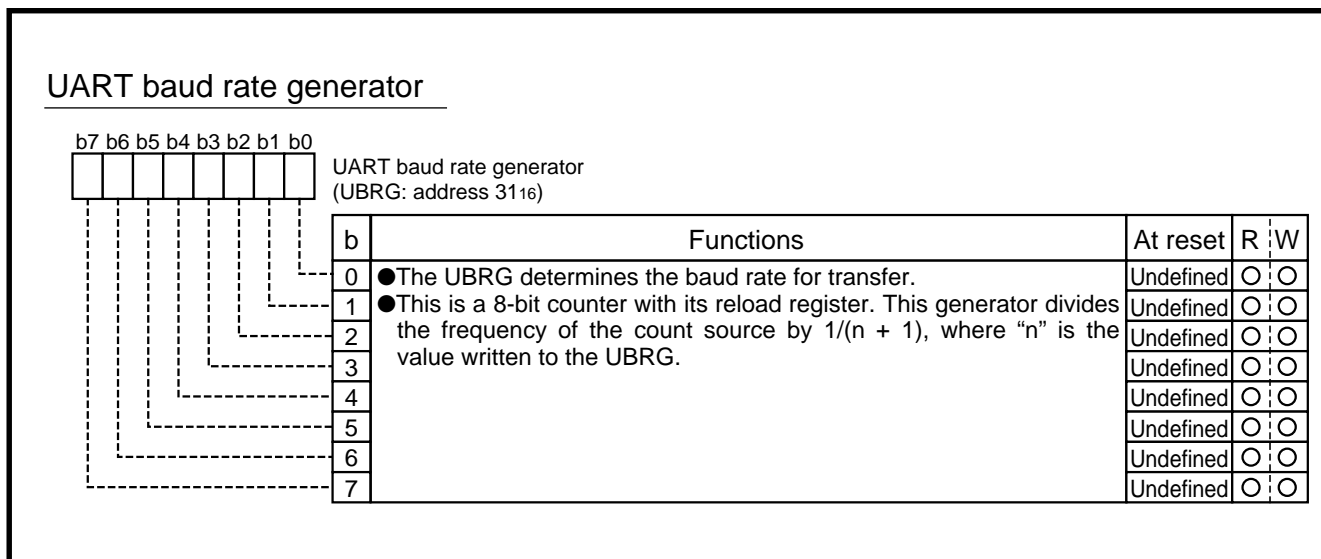 UART baud rate generator
b7 b6 b5 b4 b3 b2 b1 b0
UART baud rate generator
(UBRG: address 3116)
b Functions At reset R W
0 ●The UBRG determines the baud rate for transfer. Undefined O O
1 ●This is a 8-bit counter with its reload register. This generator divides Undefined O O
2 the frequency of the count source by 1/(n + 1), where “n” is the Undefined O O
3 value written to the UBRG. Undefined O O
4 Undefined O O
5 Undefined O O
6 Undefined O O
7 Undefined O O